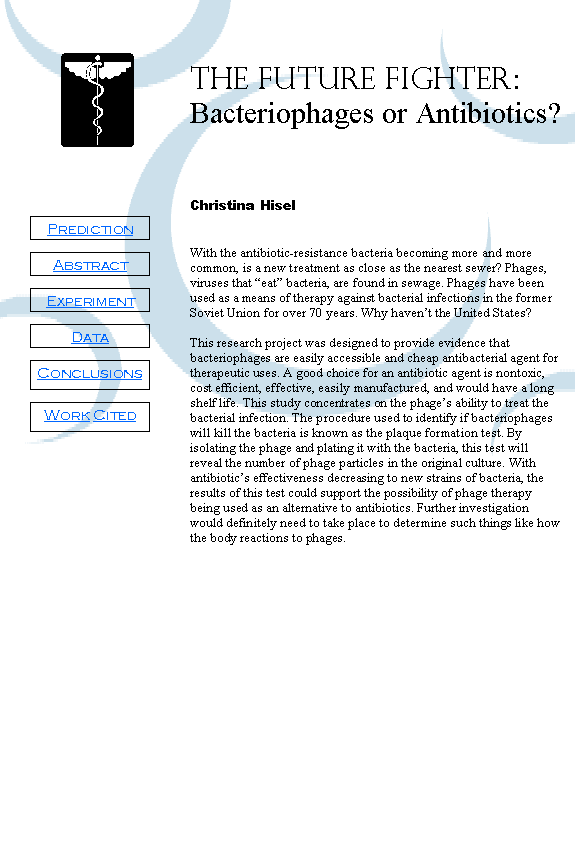 THE FUTURE FIGHTER:
Bacteriophages or Antibiotics?
Christina Hisel
PREDICTION
ABSTRACT
EXPERIMENT
DATA
CONCLUSIONS
WORK CITED
With the antibiotic-resistance bacteria becoming more and more
common, is a new treatment as close as the nearest sewer? Phages,
viruses that “eat” bacteria, are found in sewage. Phages have been
used as a means of therapy against bacterial infections in the former
Soviet Union for over 70 years. Why haven’t the United States?
This research project was designed to provide evidence that
bacteriophages are easily accessible and cheap antibacterial agent for
therapeutic uses. A good choice for an antibiotic agent is nontoxic,
cost efficient, effective, easily manufactured, and would have a long
shelf life. This study concentrates on the phage’s ability to treat the
bacterial infection. The procedure used to identify if bacteriophages
will kill the bacteria is known as the plaque formation test. By
isolating the phage and plating it with the bacteria, this test will
reveal the number of phage particles in the original culture. With
antibiotic’s effectiveness decreasing to new strains of bacteria, the
results of this test could support the possibility of phage therapy
being used as an alternative to antibiotics. Further investigation
would definitely need to take place to determine such things like how
the body reactions to phages.